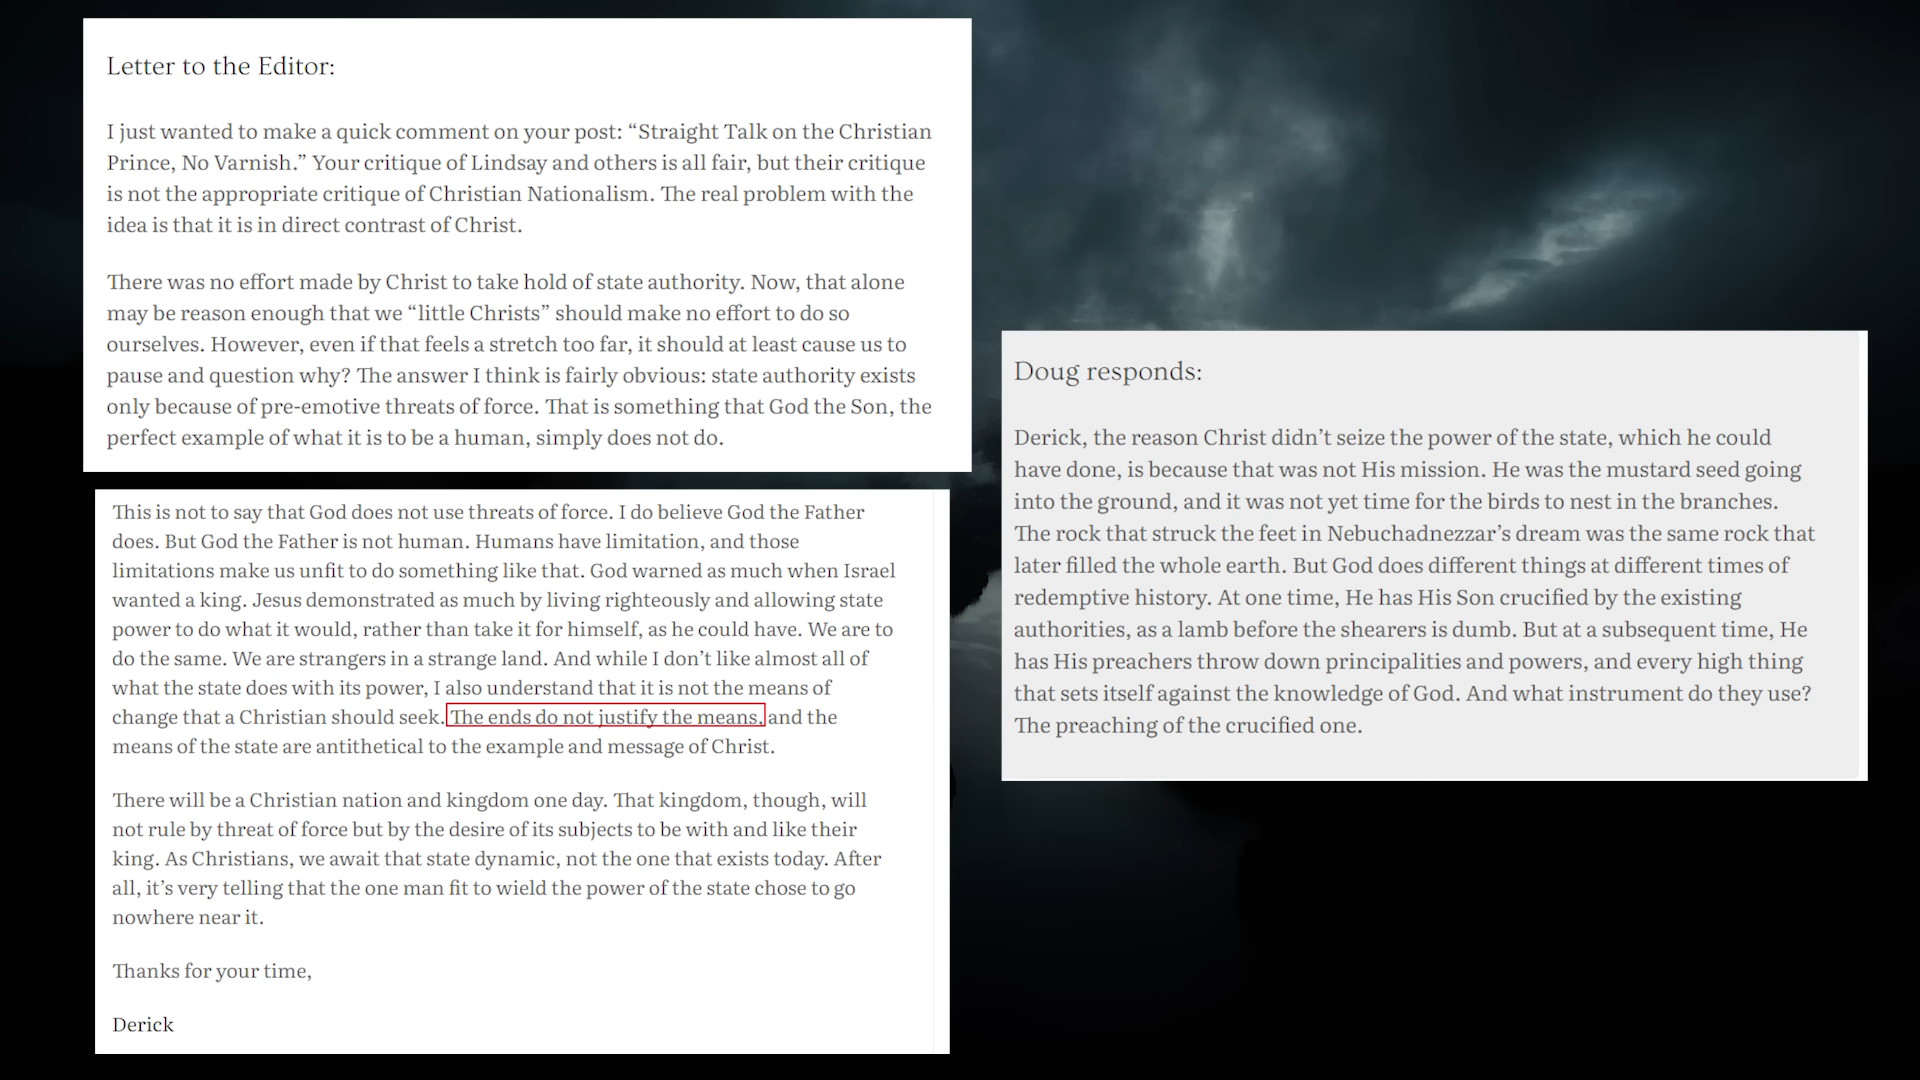 Letter to the Editor:
I just wanted to make a quick comment on your post: “Straight Talk on the Christian
Prince, No Varnish.” Your critique of Lindsay and others is all fair, but their critique
is not the appropriate critique of Christian Nationalism. The real problem with the
idea is that it is in direct contrast of Christ.
There was no effort made by Christ to take hold of state authority. Now, that alone
may be reason enough that we “little Christs” should make no effort to do so
ourselves. However, even if that feels a stretch too far, it should at least cause us to
pause and question why? The answer I think is fairly obvious: state authority exists
only because of pre-emotive threats of force. That is something that God the Son, the
perfect example of what it is to be a human, simply does not do.
This is not to say that God does not use threats of force. I do believe God the Father
does. But God the Father is not human. Humans have limitation, and those
limitations make us unfit to do something like that. God warned as much when Israel
wanted a king. Jesus demonstrated as much by living righteously and allowing state
power to do what it would, rather than take it for himself, as he could have. We are to
do the same. We are strangers in a strange land. And while I don’t like almost all of
what the state does with its power, I also understand that it is not the means of
change that a Christian should seek. The ends do not justify the means, and the
means of the state are antithetical to the example and message of Christ.
There will be a Christian nation and kingdom one day. That kingdom, though, will
not rule by threat of force but by the desire of its subjects to be with and like their
king. As Christians, we await that state dynamic, not the one that exists today. After
all, it’s very telling that the one man fit to wield the power of the state chose to go
nowhere near it.
Thanks for your time,
Derick
Doug responds:
Derick, the reason Christ didn’t seize the power of the state, which he could
have done, is because that was not His mission. He was the mustard seed going
into the ground, and it was not yet time for the birds to nest in the branches.
The rock that struck the feet in Nebuchadnezzar’s dream was the same rock that
later filled the whole earth. But God does different things at different times of
redemptive history. At one time, He has His Son crucified by the existing
authorities, as a lamb before the shearers is dumb. But at a subsequent time, He
has His preachers throw down principalities and powers, and every high thing
that sets itself against the knowledge of God. And what instrument do they use?
The preaching of the crucified one.